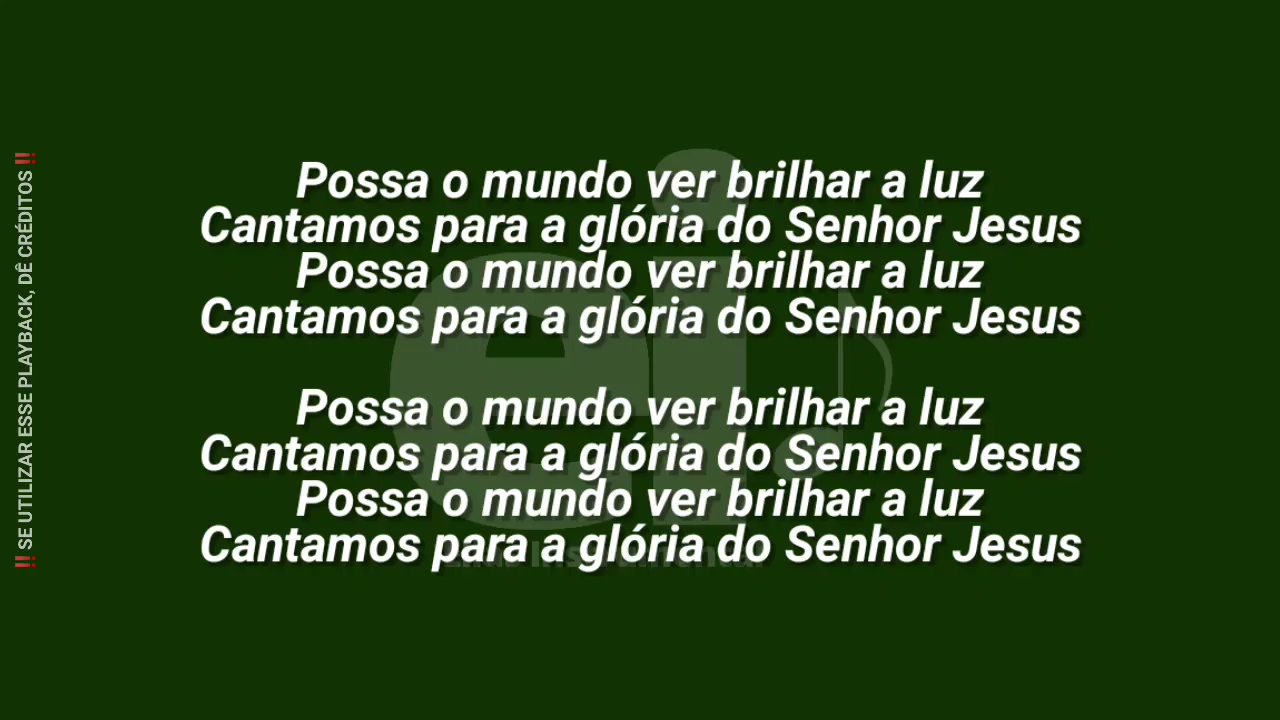 Possa o mundo ver brilhar a luz
Cantamos para a glória do Senhor Jesus
Possa o mundo ver brilhar a luz
Cantamos para a glória do Senhor Jesus
Possa o mundo ver brilhar a luz
Cantamos para a glória do Senhor Jesus
Possa o mundo ver brilhar a luz
Cantamos para a glória do Senhor Jesus
‼ SE UTILIZAR ESSE PLAYBACK, DÊ CRÉDITOS ‼
ei